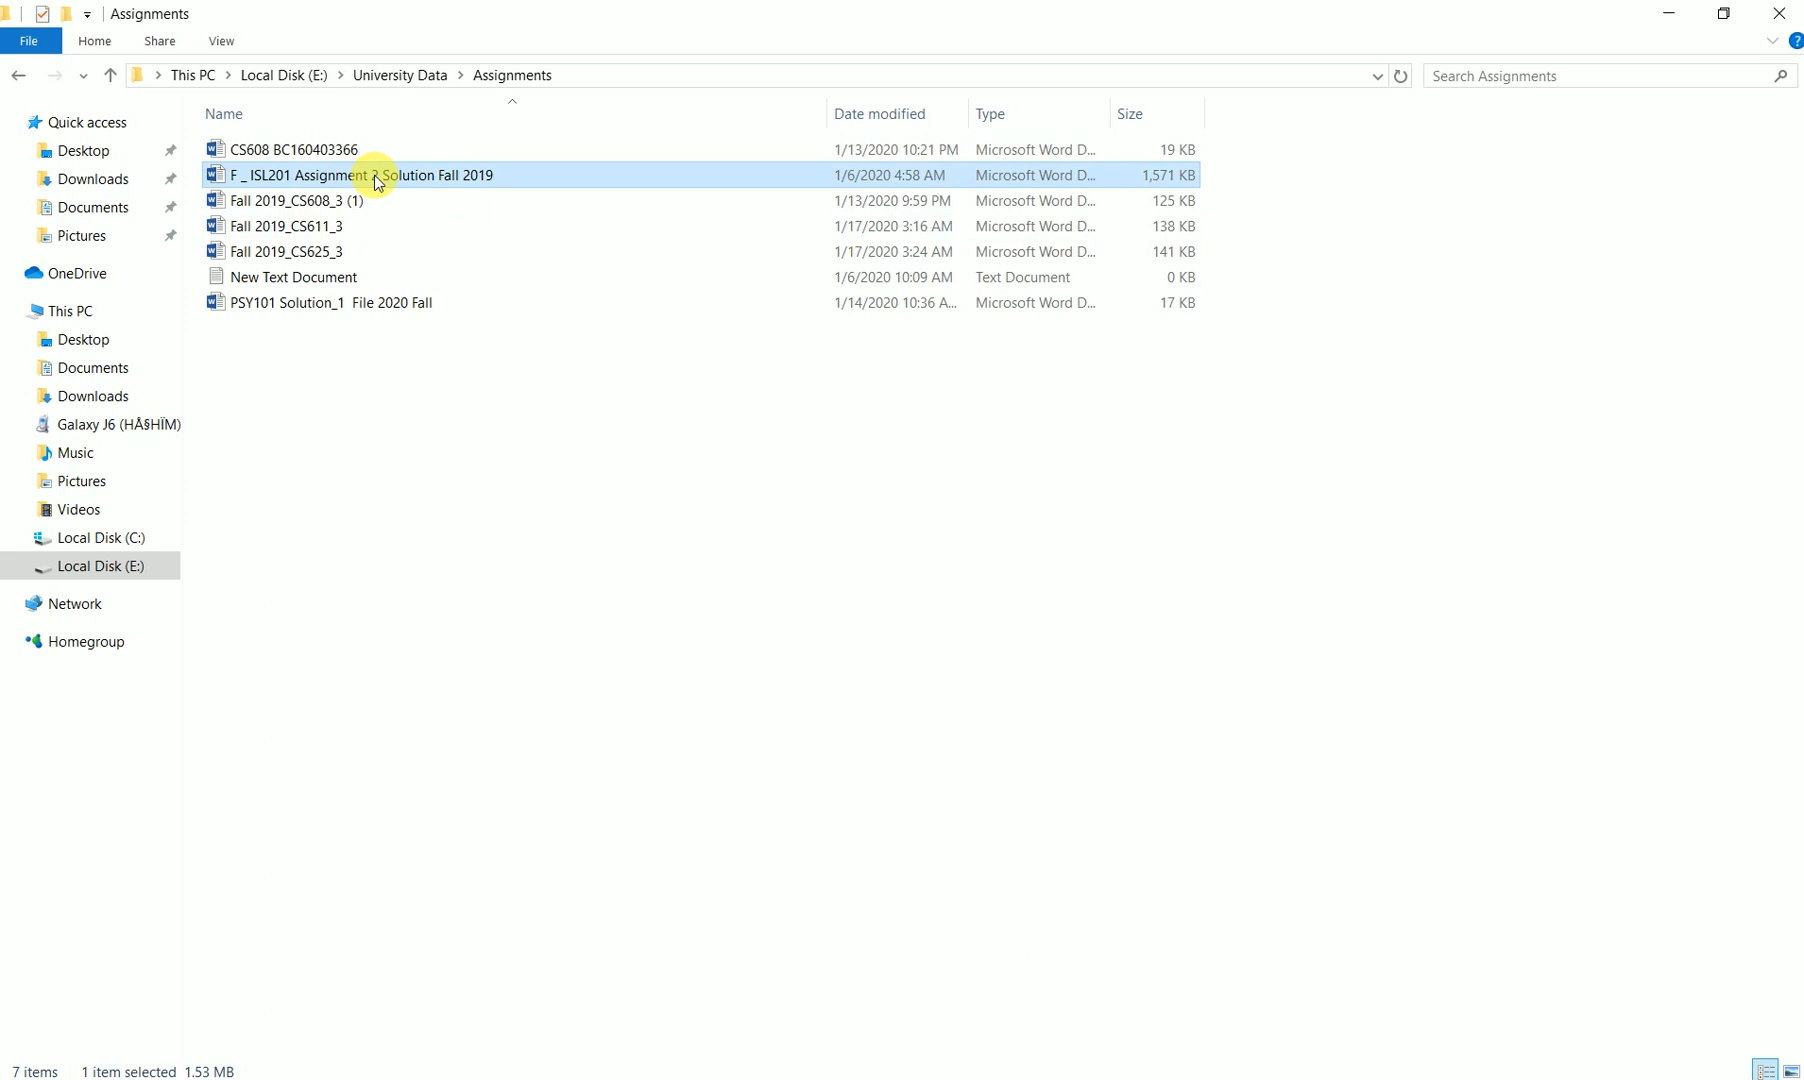 Assignments
File Home Share View
This PC > Local Disk (E:) > University Data > Assignments Search Assignments
Quick access
Desktop
Downloads
Documents
Pictures
OneDrive
This PC
Desktop
Documents
Downloads
Galaxy J6 (HÅ§HÏM)
Music
Pictures
Videos
Local Disk (C:)
Local Disk (E:)
Network
Homegroup
Name Date modified Type Size
CS608 BC160403366 1/13/2020 10:21 PM Microsoft Word D... 19 KB
F _ ISL201 Assignment Solution Fall 2019 1/6/2020 4:58 AM Microsoft Word D... 1,571 KB
Fall 2019_CS608_3 (1) 1/13/2020 9:59 PM Microsoft Word D... 125 KB
Fall 2019_CS611_3 1/17/2020 3:16 AM Microsoft Word D... 138 KB
Fall 2019_CS625_3 1/17/2020 3:24 AM Microsoft Word D... 141 KB
New Text Document 1/6/2020 10:09 AM Text Document 0 KB
PSY101 Solution_1 File 2020 Fall 1/14/2020 10:36 A... Microsoft Word D... 17 KB
7 items 1 item selected 1.53 MB